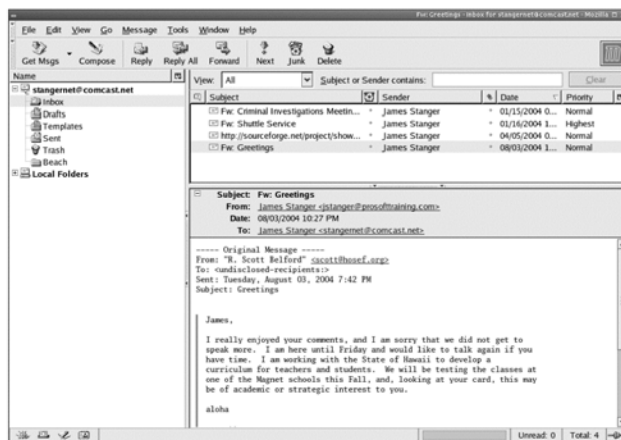 Fw: Greetings - Inbox for stangernet@comcast.net - Mozilla
File Edit View Go Message Tools Window Help
Get Msgs Compose Reply Reply All Forward Next Junk Delete
Name
stangernet@comcast.net
Inbox
Drafts
Templates
Sent
Trash
Beach
Local Folders
View: All Subject or Sender contains: Clear
Subject Sender Date Priority
Fw: Criminal Investigations Meetin... James Stanger 01/15/2004 0... Normal
Fw: Shuttle Service James Stanger 01/16/2004 1... Highest
http://sourceforge.net/project/show... James Stanger 04/05/2004 0... Normal
Fw: Greetings James Stanger 08/03/2004 1... Normal
Subject: Fw: Greetings
From: James Stanger <jstanger@prosofttraining.com>
Date: 08/03/2004 10:27 PM
To: James Stanger <stangernet@comcast.net>
----- Original Message -----
From: "R. Scott Belford" <scott@hosef.org>
To: <undisclosed-recipients:>
Sent: Tuesday, August 03, 2004 7:42 PM
Subject: Greetings
James,
I really enjoyed your comments, and I am sorry that we did not get to
speak more. I am here until Friday and would like to talk again if you
have time. I am working with the State of Hawaii to develop a
curriculum for teachers and students. We will be testing the classes at
one of the Magnet schools this Fall, and, looking at your card, this may
be of academic or strategic interest to you.
aloha
Unread: 0 Total: 4